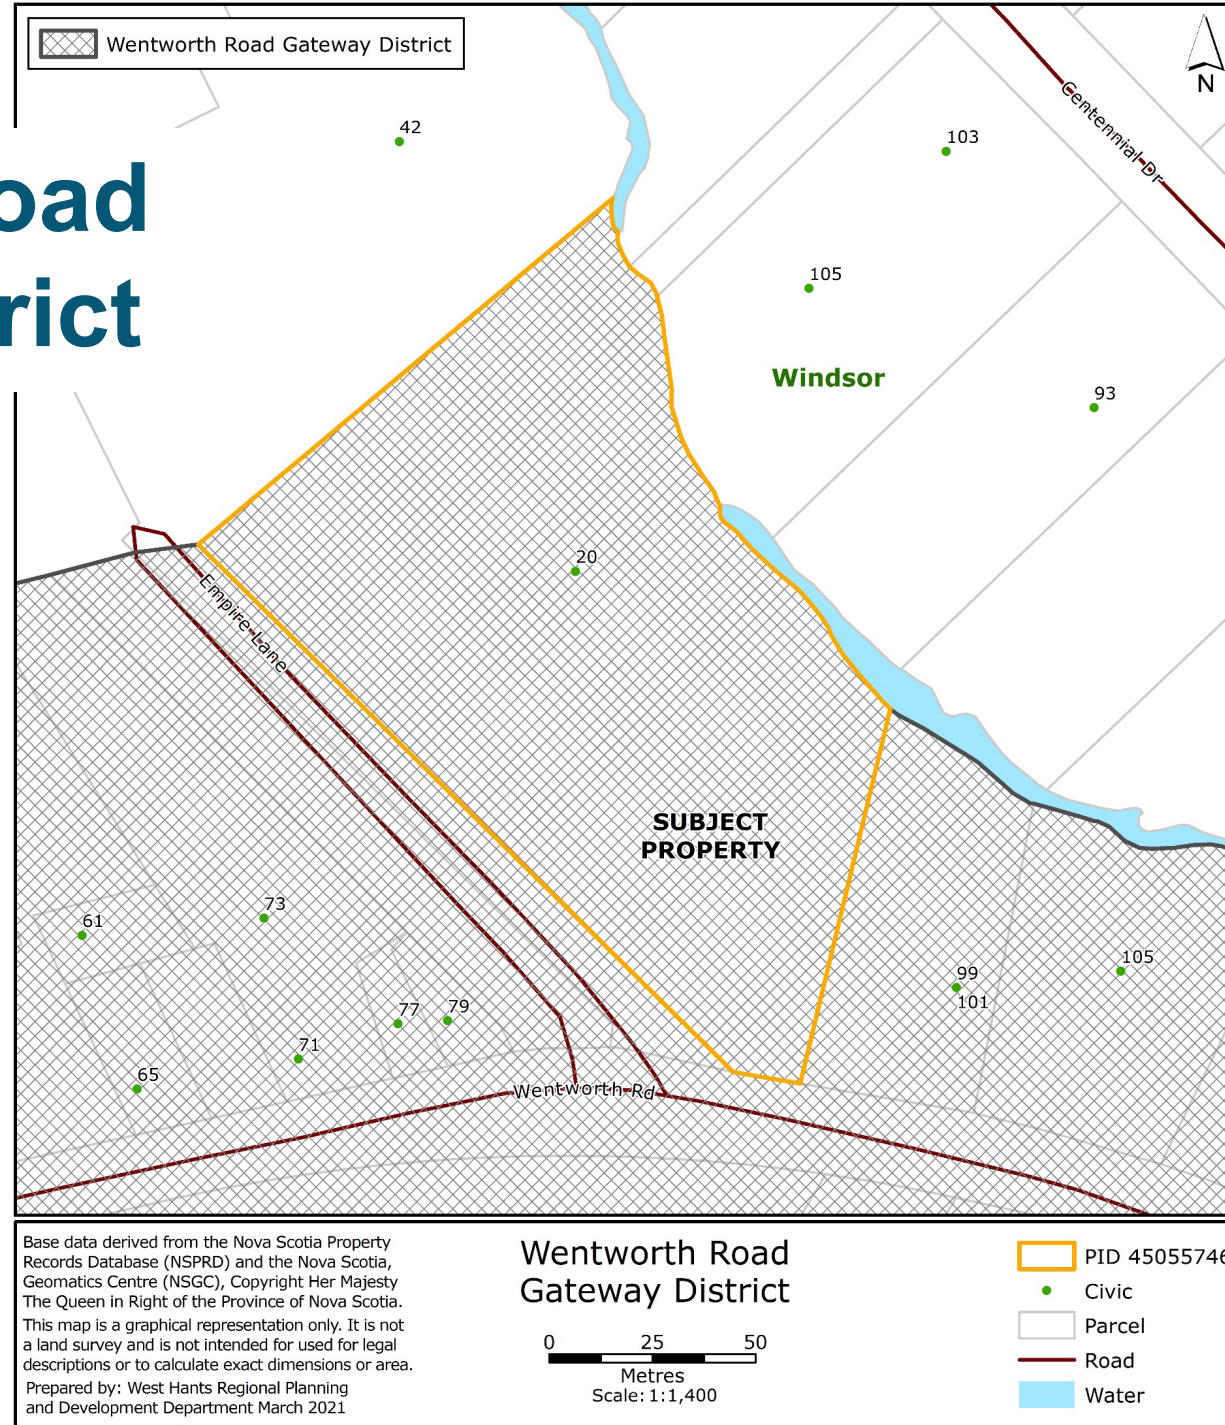 Wentworth Road Gateway District
N
Centennial Dr
42
103
oad
rict
105
Windsor
93
20
Empire Lane
SUBJECT
PROPERTY
61
73
99
101
105
77
79
71
65
Wentworth Rd
Base data derived from the Nova Scotia Property
Records Database (NSPRD) and the Nova Scotia,
Geomatics Centre (NSGC), Copyright Her Majesty
The Queen in Right of the Province of Nova Scotia.
This map is a graphical representation only. It is not
a land survey and is not intended for used for legal
descriptions or to calculate exact dimensions or area.
Prepared by: West Hants Regional Planning
and Development Department March 2021
Wentworth Road
Gateway District
0 25 50
Metres
Scale: 1:1,400
PID 45055746
Civic
Parcel
Road
Water